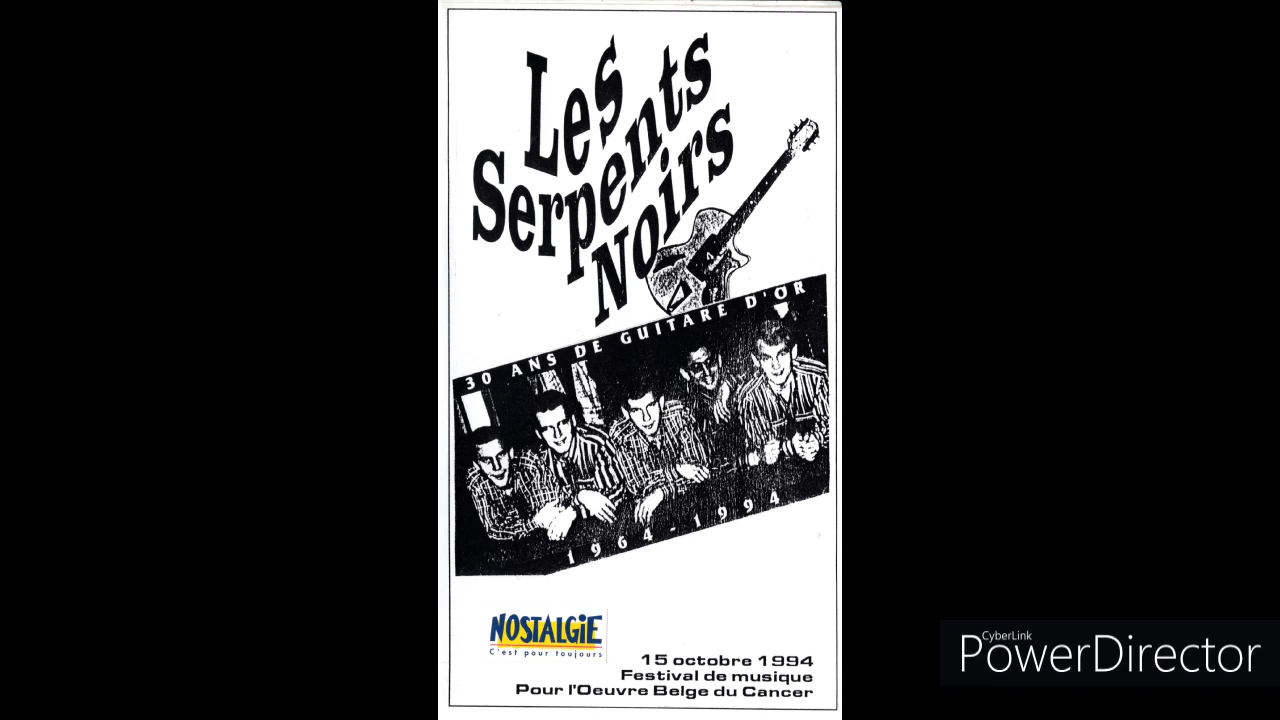 Les
Serpents
Noirs
30 ANS DE GUITARE D'OR
1964-1994
NOSTALGiE
C'est pour toujours
15 octobre 1994
Festival de musique
Pour l'Oeuvre Belge du Cancer
CyberLink
PowerDirector